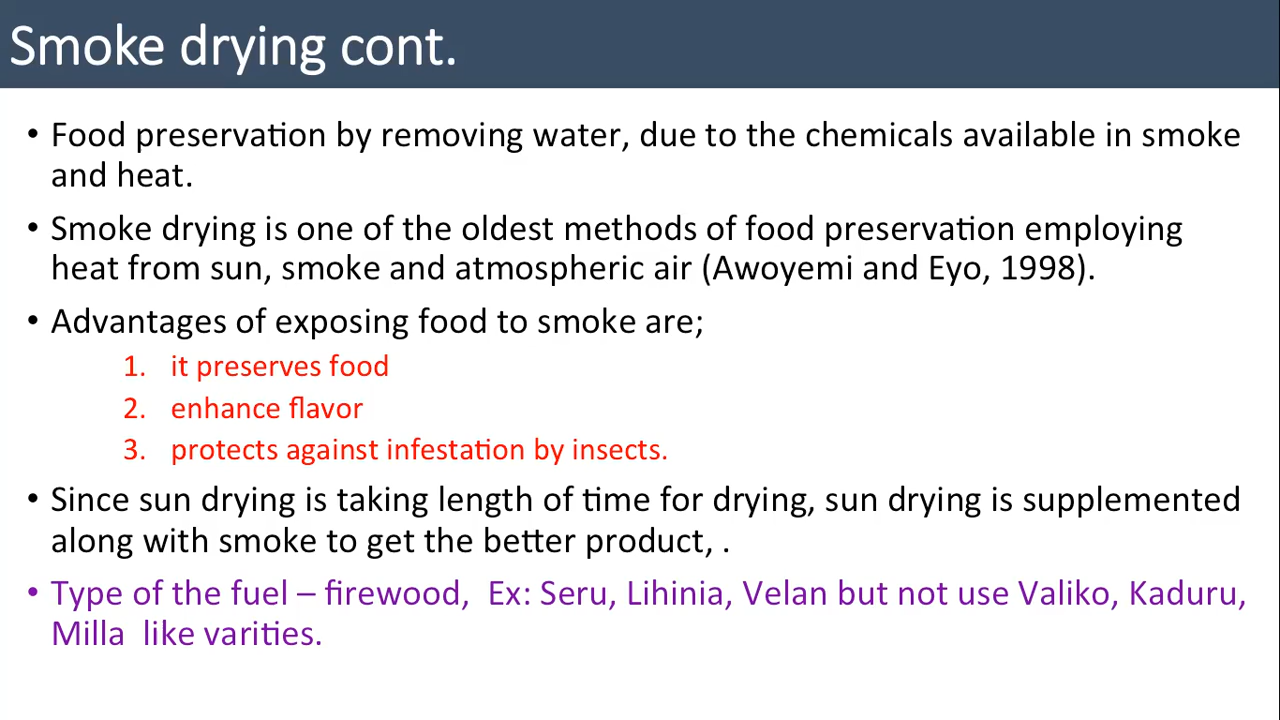 Smoke drying cont.
• Food preservation by removing water, due to the chemicals available in smoke
and heat.
• Smoke drying is one of the oldest methods of food preservation employing
heat from sun, smoke and atmospheric air (Awoyemi and Eyo, 1998).
• Advantages of exposing food to smoke are;
1. it preserves food
2. enhance flavor
3. protects against infestation by insects.
• Since sun drying is taking length of time for drying, sun drying is supplemented
along with smoke to get the better product, .
• Type of the fuel – firewood,  Ex: Seru, Lihinia, Velan but not use Valiko, Kaduru,
Milla  like varities.